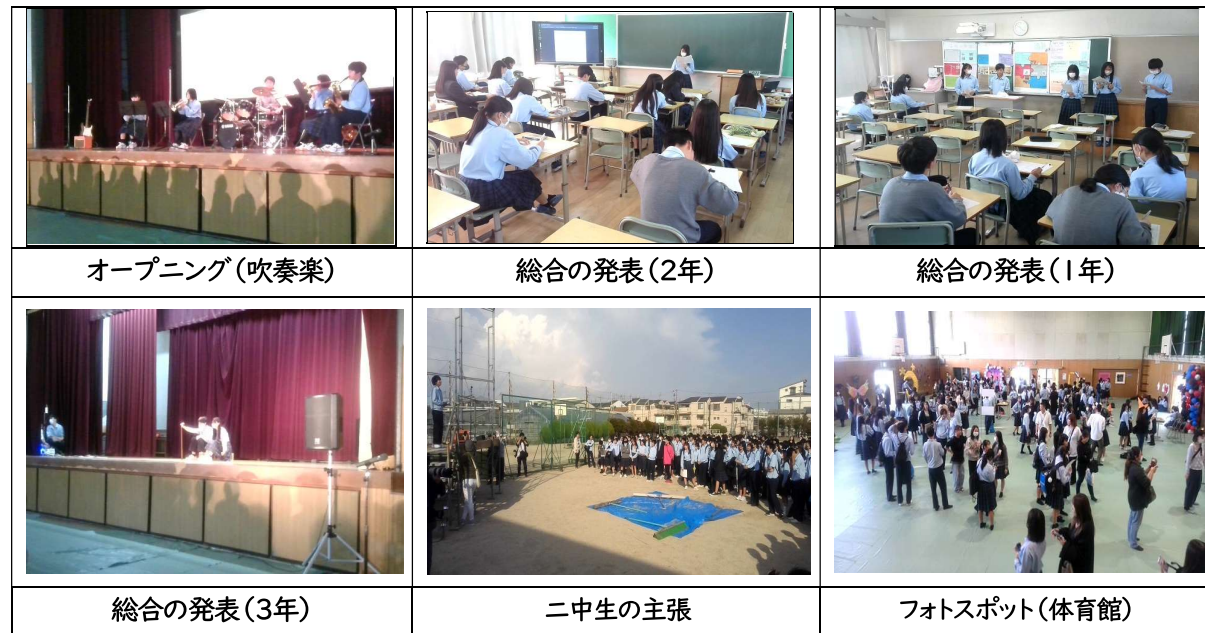 オープニング(吹奏楽)
総合の発表(2年)
総合の発表(1年)
総合の発表(3年)
二中生の主張
フォトスポット(体育館)